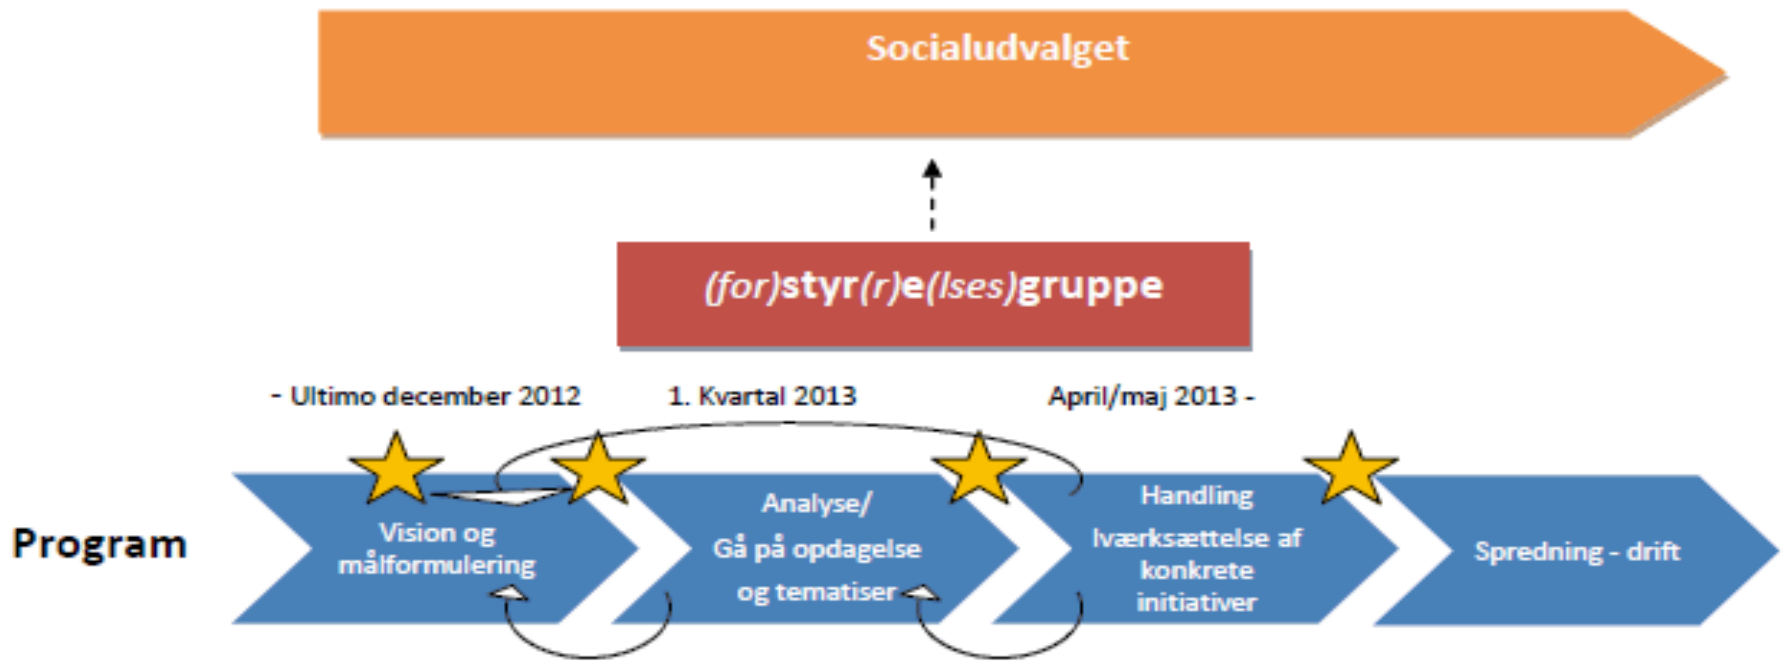 Socialudvalget
(for)styr(r)e(lses)gruppe
- Ultimo december 2012
1. Kvartal 2013
April/maj 2013 -
Program
Vision og
målformulering
Analyse/
Gå på opdagelse
og tematiser
Handling
Iværksættelse af
konkrete
initiativer
Spredning - drift